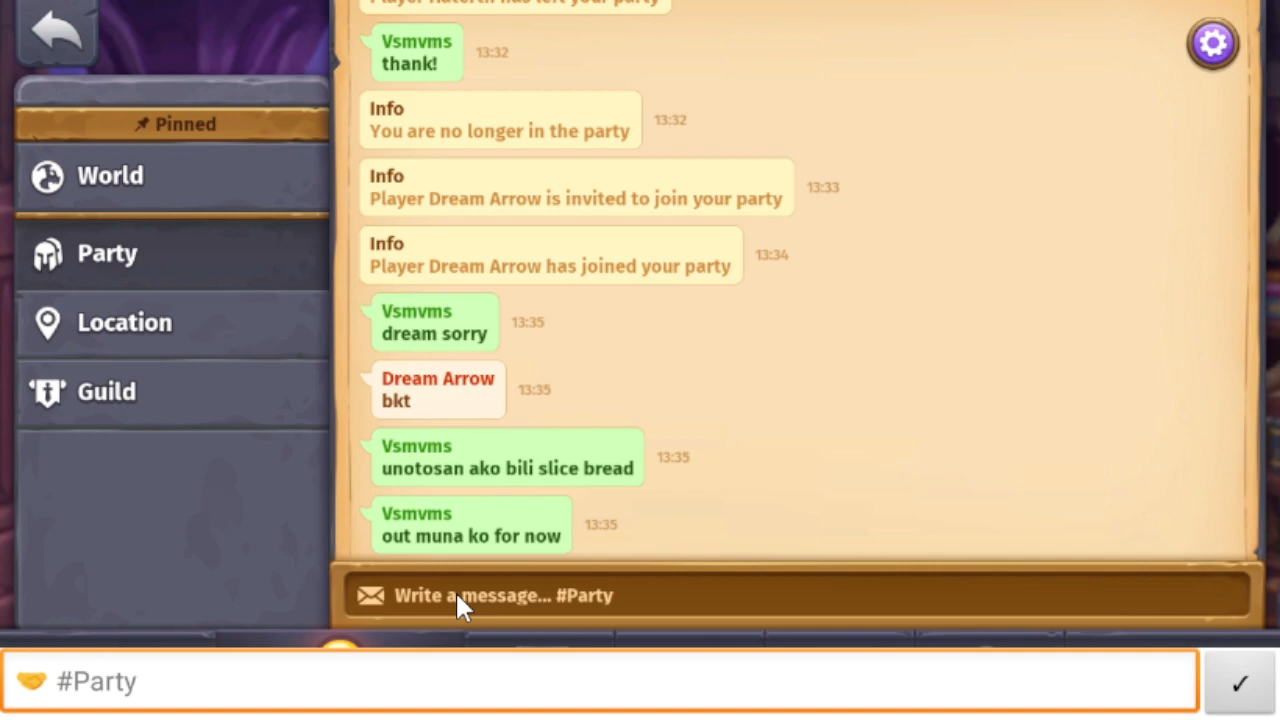 Pinned
World
Party
Location
Guild
Vsmvms
thank!
13:32
Info
You are no longer in the party
13:32
Info
Player Dream Arrow is invited to join your party
13:33
Info
Player Dream Arrow has joined your party
13:34
Vsmvms
dream sorry
13:35
Dream Arrow
bkt
13:35
Vsmvms
unotosan ako bili slice bread
13:35
Vsmvms
out muna ko for now
13:35
Write a message... #Party
#Party